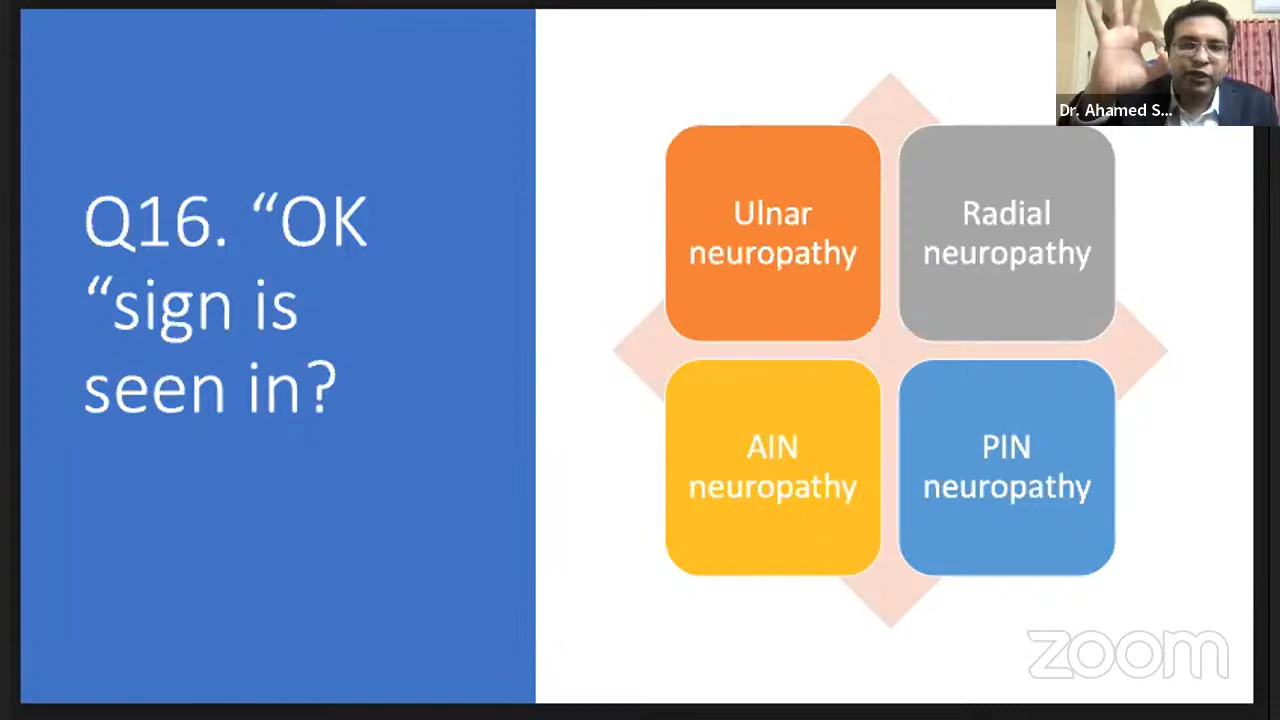 Q16. “OK
“sign is
seen in?
Ulnar
neuropathy
Radial
neuropathy
AIN
neuropathy
PIN
neuropathy
Dr. Ahamed S...
zoom